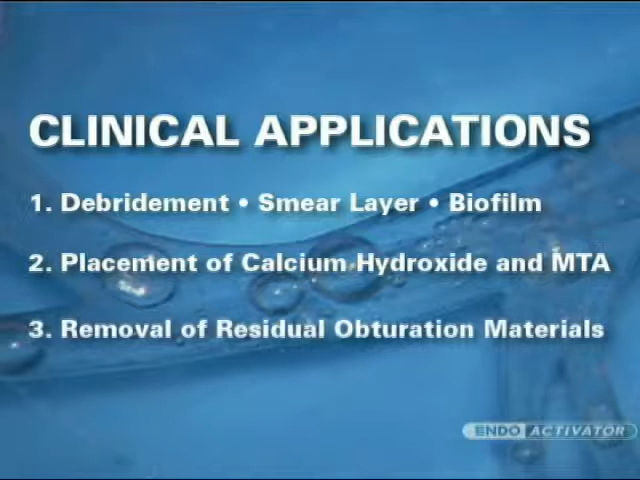 CLINICAL APPLICATIONS
1. Debridement • Smear Layer • Biofilm
2. Placement of Calcium Hydroxide and MTA
3. Removal of Residual Obturation Materials
ENDO ACTIVATOR